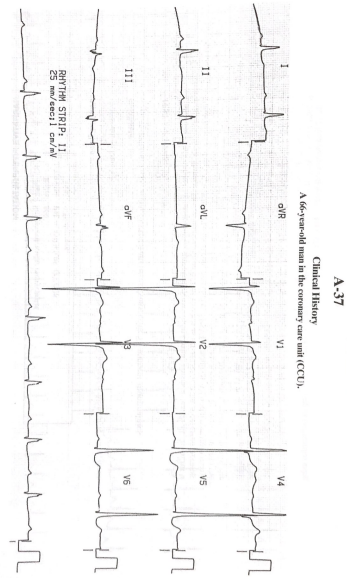 A-37
Clinical History
A 66-year-old man in the coronary care unit (CCU).
I
aVR
V1
V4
II
aVL
V2
V5
III
aVF
V3
V6
RHYTHM STRIP: II
25 mm/sec;1 cm/mV